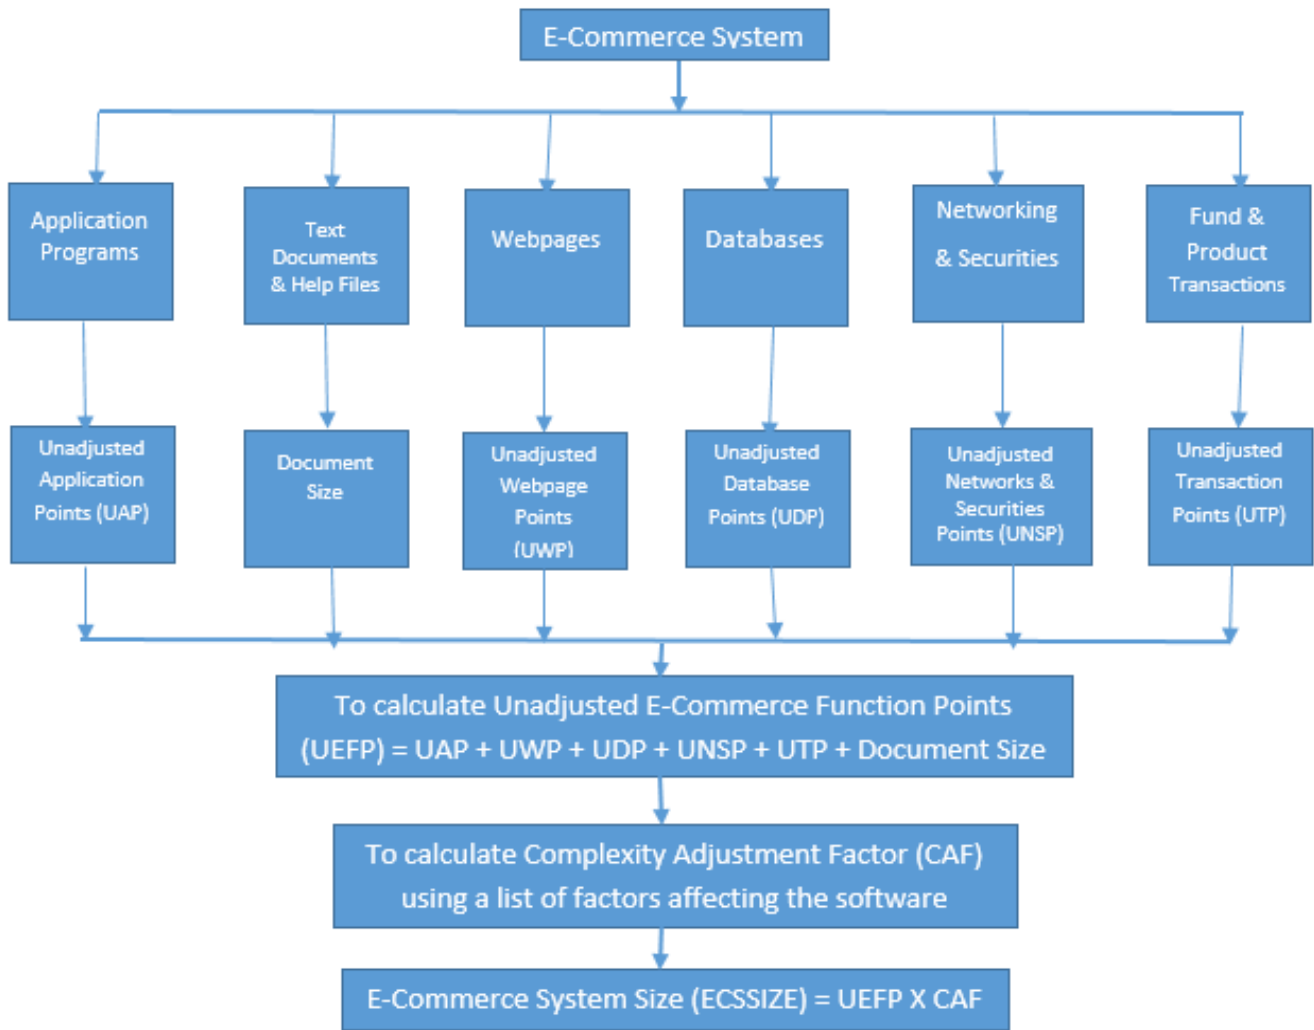 E-Commerce System
Application
Programs
Text
Documents
& Help Files
Webpages
Databases
Networking
& Securities
Fund &
Product
Transactions
Unadjusted
Application
Points (UAP)
Document
Size
Unadjusted
Webpage
Points
(UWP)
Unadjusted
Database
Points (UDP)
Unadjusted
Networks &
Securities
Points (UNSP)
Unadjusted
Transaction
Points (UTP)
To calculate Unadjusted E-Commerce Function Points
(UEFP) = UAP + UWP + UDP + UNSP + UTP + Document Size
To calculate Complexity Adjustment Factor (CAF)
using a list of factors affecting the software
E-Commerce System Size (ECSSIZE) = UEFP X CAF